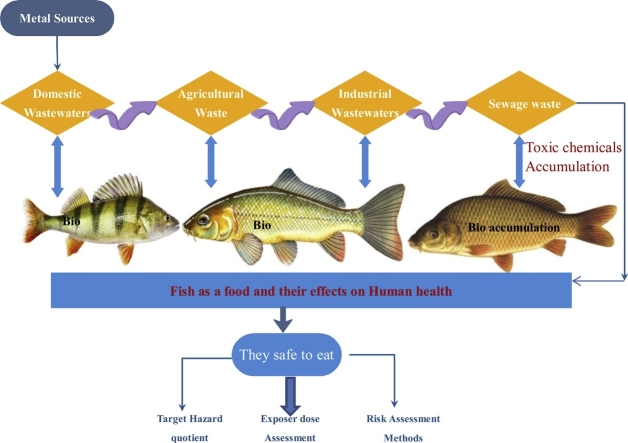 Metal Sources
Domestic
Wastewaters
Agricultural
Waste
Industrial
Wastewaters
Sewage waste
Toxic chemicals
Accumulation
Bio
Bio
Bio accumulation
Fish as a food and their effects on Human health
They safe to eat
Target Hazard
quotient
Exposer dose
Assessment
Risk Assessment
Methods